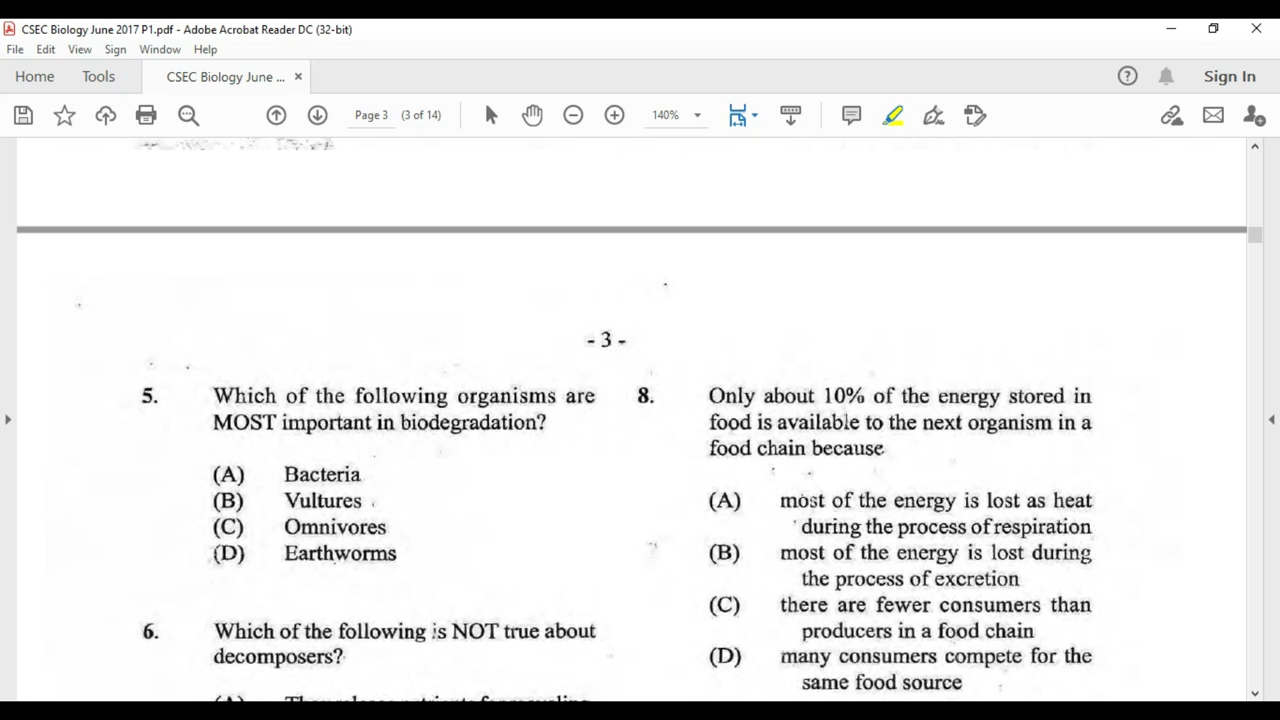 CSEC Biology June 2017 P1.pdf - Adobe Acrobat Reader DC (32-bit)
File Edit View Sign Window Help
Home Tools CSEC Biology June ... × Sign In
Page 3 (3 of 14) 140%
- 3 -
5. Which of the following organisms are
MOST important in biodegradation?
(A) Bacteria
(B) Vultures
(C) Omnivores
(D) Earthworms
6. Which of the following is NOT true about
decomposers?
8. Only about 10% of the energy stored in
food is available to the next organism in a
food chain because
(A) most of the energy is lost as heat
during the process of respiration
(B) most of the energy is lost during
the process of excretion
(C) there are fewer consumers than
producers in a food chain
(D) many consumers compete for the
same food source